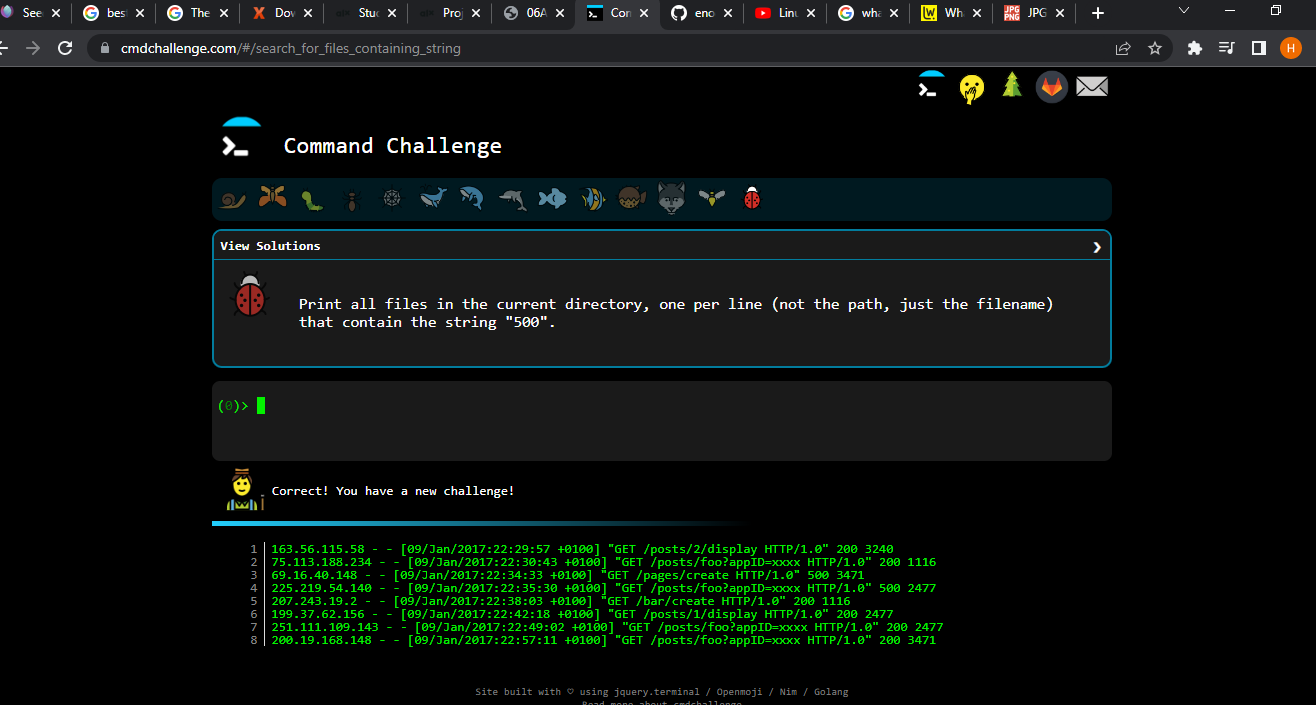 See
best
The
Dov
Stud
Proj
06A
Con
eno
Linu
wha
Wh
JPG
cmdchallenge.com/#/search_for_files_containing_string
H
Command Challenge
View Solutions
Print all files in the current directory, one per line (not the path, just the filename)
that contain the string "500".
(0)>
Correct! You have a new challenge!
1 163.56.115.58 - - [09/Jan/2017:22:29:57 +0100] "GET /posts/2/display HTTP/1.0" 200 3240
2 75.113.188.234 - - [09/Jan/2017:22:30:43 +0100] "GET /posts/foo?appID=xxxx HTTP/1.0" 200 1116
3 69.16.40.148 - - [09/Jan/2017:22:34:33 +0100] "GET /pages/create HTTP/1.0" 500 3471
4 225.219.54.140 - - [09/Jan/2017:22:35:30 +0100] "GET /posts/foo?appID=xxxx HTTP/1.0" 500 2477
5 207.243.19.2 - - [09/Jan/2017:22:38:03 +0100] "GET /bar/create HTTP/1.0" 200 1116
6 199.37.62.156 - - [09/Jan/2017:22:42:18 +0100] "GET /posts/1/display HTTP/1.0" 200 2477
7 251.111.109.143 - - [09/Jan/2017:22:49:02 +0100] "GET /posts/foo?appID=xxxx HTTP/1.0" 200 2477
8 200.19.168.148 - - [09/Jan/2017:22:57:11 +0100] "GET /posts/foo?appID=xxxx HTTP/1.0" 200 3471
Site built with ♡ using jquery.terminal / Openmoji / Nim / Golang
Read more about cmdchallenge